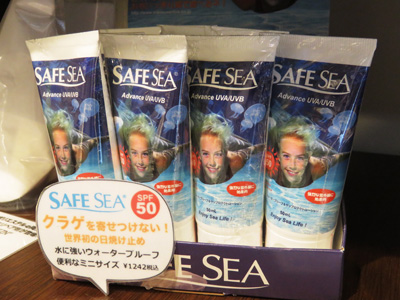 SAFE SEA
SAFE SEA
SAFE SEA
SAFE SEA
Advance UVA/UVB
Advance UVA/UVB
Advance UVA/UVB
Advance UVA/UVB
Enjoy Sea Life!
SAFE SEA
SPF
50
クラゲを寄せつけない!
世界初の日焼け止め
水に強いウォータープルーフ
便利なミニサイズ ¥1242税込
SAFE SEA